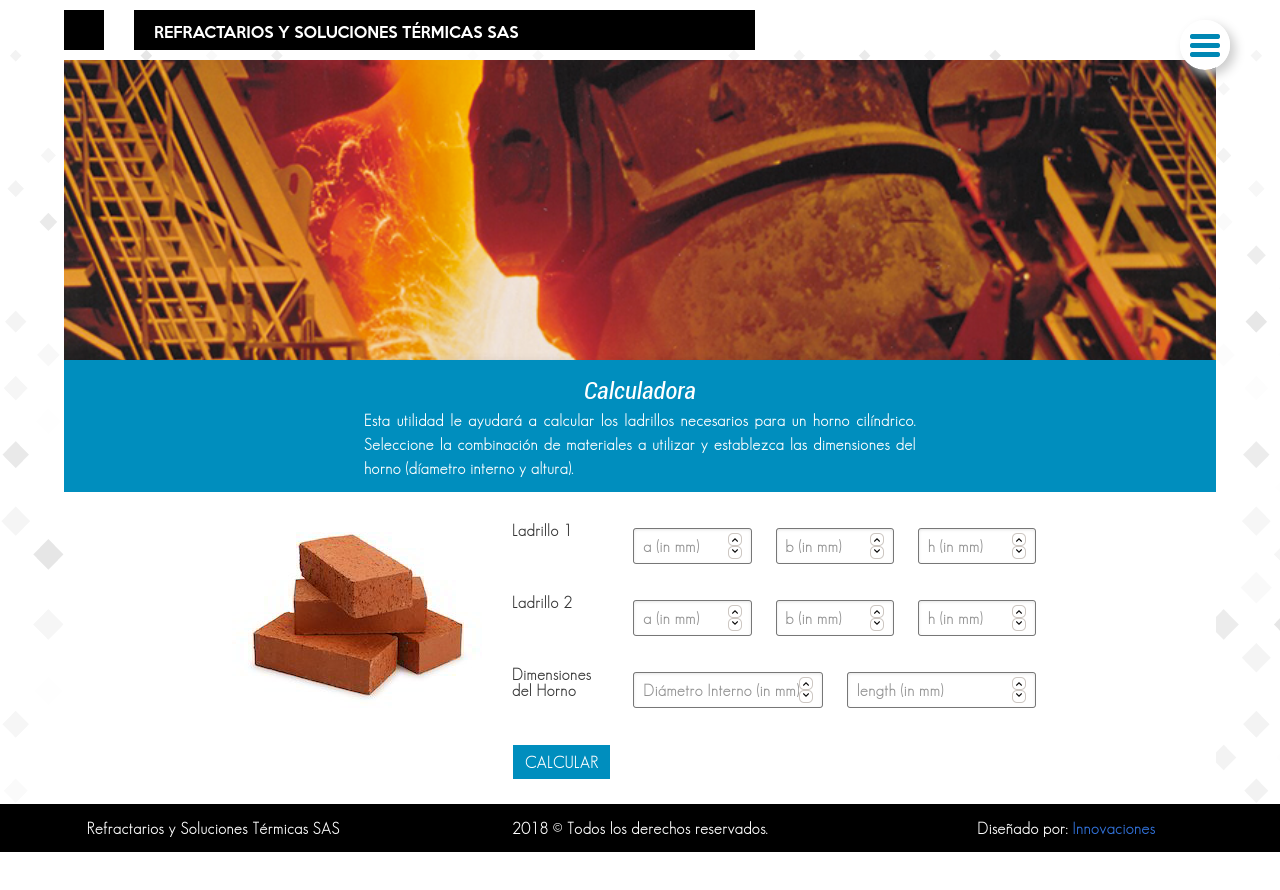 REFRACTARIOS Y SOLUCIONES TÉRMICAS SAS
Calculadora
Esta utilidad le ayudará a calcular los ladrillos necesarios para un horno cilíndrico.
Seleccione la combinación de materiales a utilizar y establezca las dimensiones del
horno (díametro interno y altura).
Ladrillo 1
a (in mm)
b (in mm)
h (in mm)
Ladrillo 2
a (in mm)
b (in mm)
h (in mm)
Dimensiones
del Horno
Diámetro Interno (in mm)
length (in mm)
CALCULAR
Refractarios y Soluciones Térmicas SAS
2018 © Todos los derechos reservados.
Diseñado por: Innovaciones